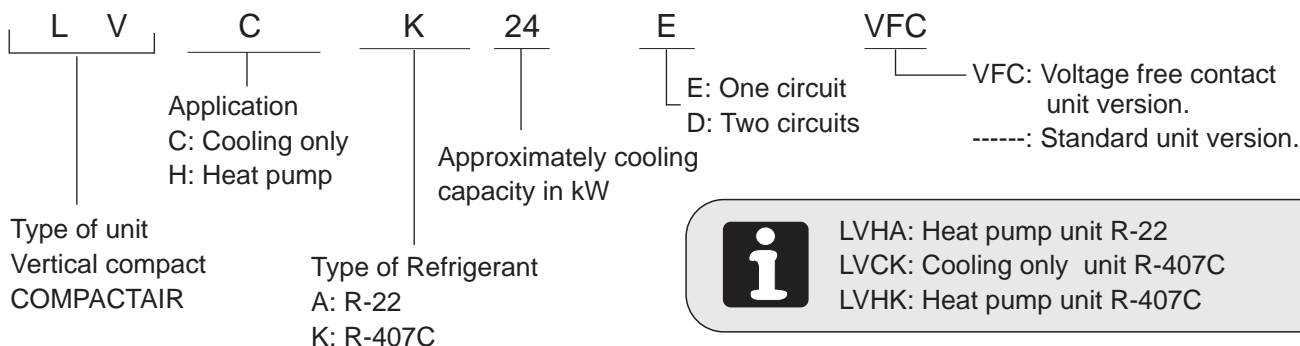 L V C K 24 E VFC
Application
C: Cooling only
H: Heat pump
E: One circuit
D: Two circuits
VFC: Voltage free contact
unit version.
------: Standard unit version.
Approximately cooling
capacity in kW
Type of unit
Vertical compact
COMPACTAIR
Type of Refrigerant
A: R-22
K: R-407C
i
LVHA: Heat pump unit R-22
LVCK: Cooling only unit R-407C
LVHK: Heat pump unit R-407C